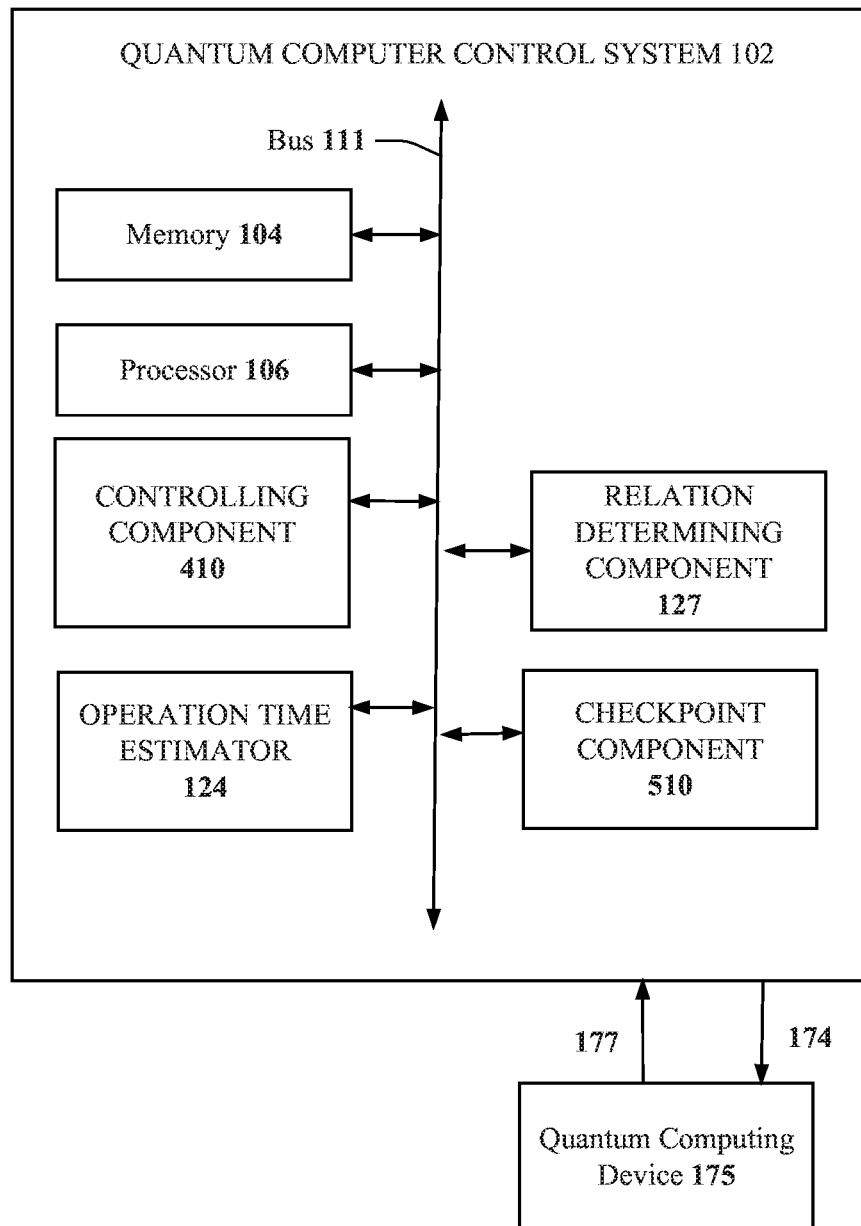 QUANTUM COMPUTER CONTROL SYSTEM 102
Bus 111
Memory 104
Processor 106
CONTROLLING
COMPONENT
410
RELATION
DETERMINING
COMPONENT
127
OPERATION TIME
ESTIMATOR
124
CHECKPOINT
COMPONENT
510
177
174
Quantum Computing
Device 175